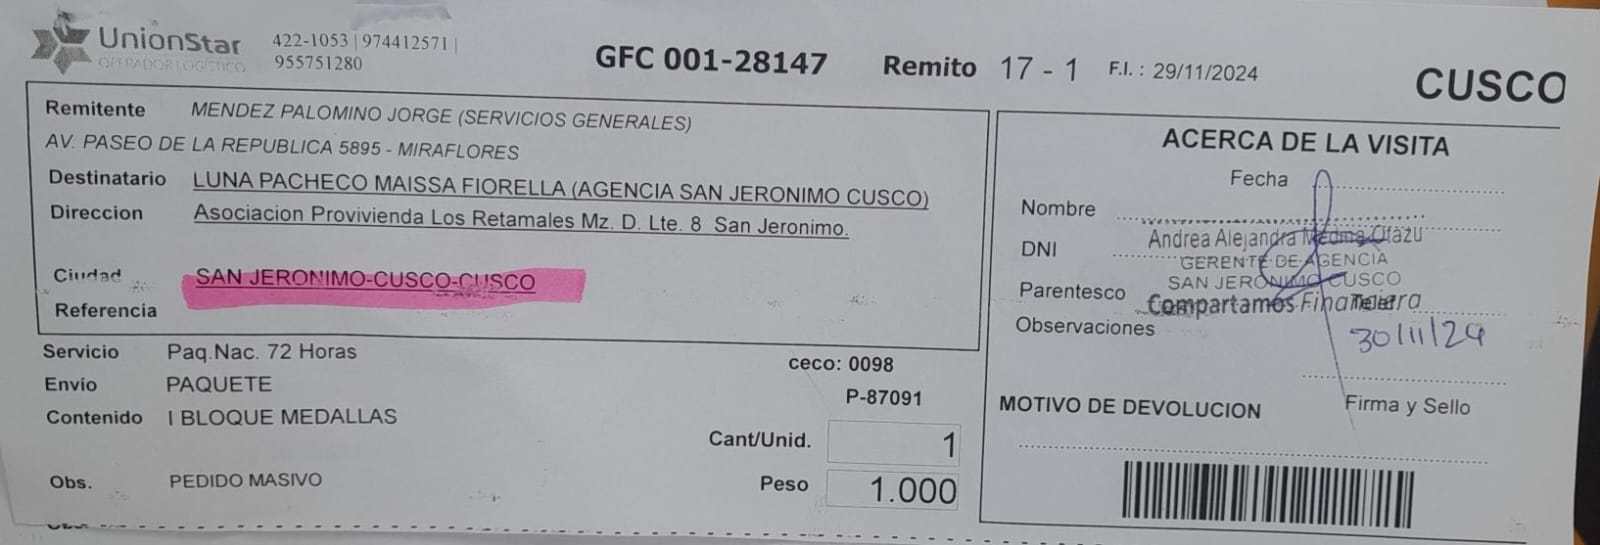 UnionStar
OPERADOR LOGISTICO
422-1053 | 974412571 |
955751280
GFC 001-28147
Remito 17 - 1
F.I. : 29/11/2024
CUSCO
Remitente MENDEZ PALOMINO JORGE (SERVICIOS GENERALES)
AV. PASEO DE LA REPUBLICA 5895 - MIRAFLORES
Destinatario LUNA PACHECO MAISSA FIORELLA (AGENCIA SAN JERONIMO CUSCO)
Direccion Asociacion Provivienda Los Retamales Mz. D. Lte. 8 San Jeronimo.
Ciudad SAN JERONIMO-CUSCO-CUSCO
Referencia
Servicio Paq.Nac. 72 Horas
Envío PAQUETE
Contenido I BLOQUE MEDALLAS
Obs. PEDIDO MASIVO
ceco: 0098
P-87091
Cant/Unid. 1
Peso 1.000
ACERCA DE LA VISITA
Fecha
Nombre
DNI
Parentesco
Telef
Observaciones
Andrea Alejandra Medina
GERENTE DE AGENCIA
SAN JERONIMO CUSCO
Compartamos Financiera
30/11/24
MOTIVO DE DEVOLUCION
Firma y Sello